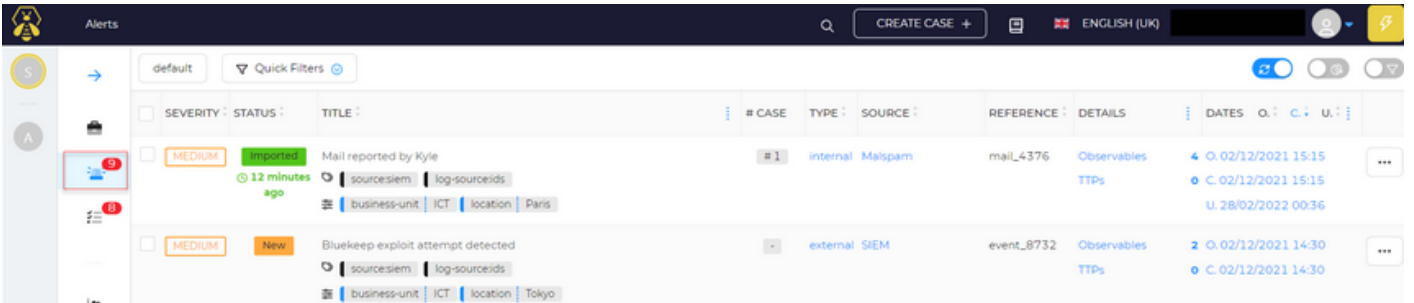 Alerts CREATE CASE + ENGLISH (UK)
S default Quick Filters
SEVERITY STATUS TITLE # CASE TYPE SOURCE REFERENCE DETAILS DATES O. C. U.
A
9 MEDIUM Imported Mail reported by Kyle # 1 internal Malspam mail_4376 Observables 4 O. 02/12/2021 15:15 •••
12 minutes ago source:siem log-source:ids TTPs 0 C. 02/12/2021 15:15
business-unit ICT location Paris U. 28/02/2022 00:36
8
MEDIUM New Bluekeep exploit attempt detected - external SIEM event_8732 Observables 2 O. 02/12/2021 14:30 •••
source:siem log-source:ids TTPs 0 C. 02/12/2021 14:30
business-unit ICT location Tokyo